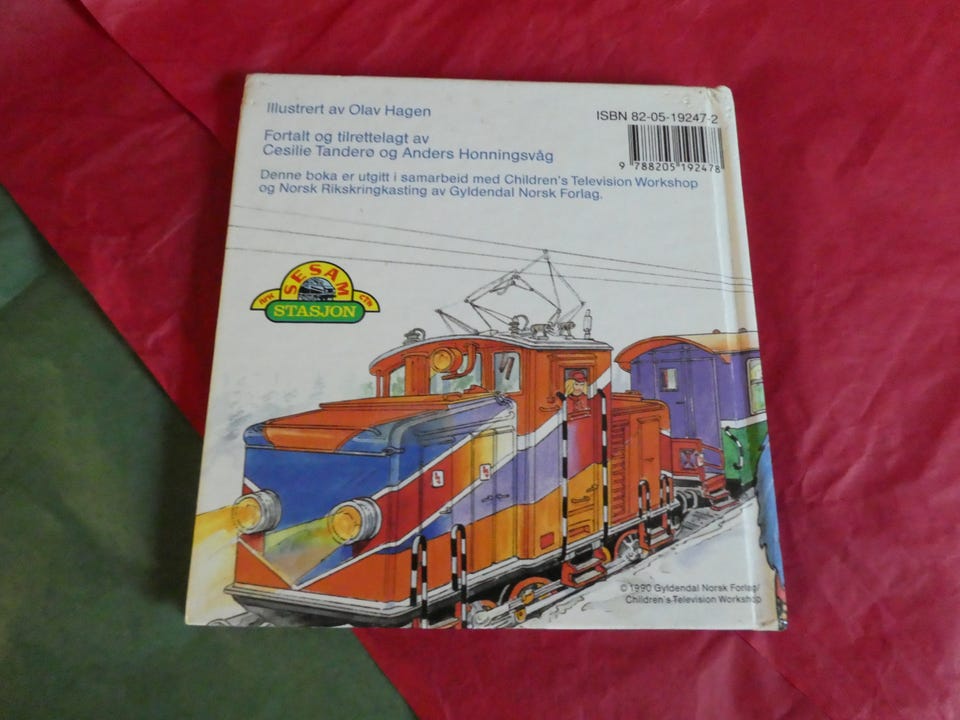 Illustrert av Olav Hagen
ISBN 82-05-19247-2
Fortalt og tilrettelagt av
Cesilie Tanderø og Anders Honningsvåg
9 788205 192478
Denne boka er utgitt i samarbeid med Children's Television Workshop
og Norsk Rikskringkasting av Gyldendal Norsk Forlag.
SESAM
NRK CTW
STASJON
© 1990 Gyldendal Norsk Forlag/
Children's Television Workshop